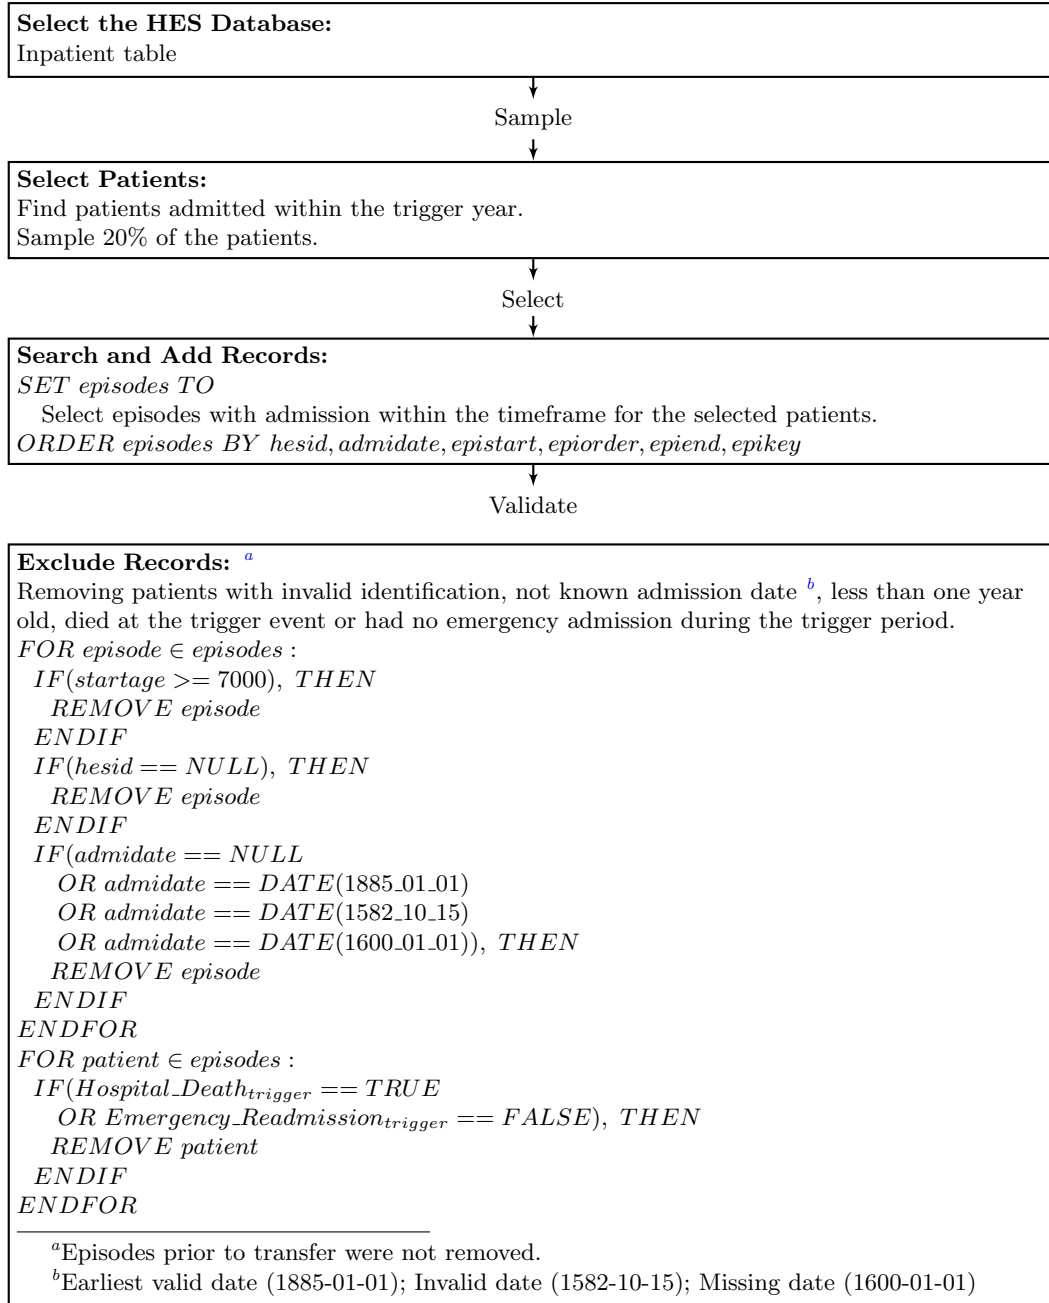 Select the HES Database:
Inpatient table
Sample
Select Patients:
Find patients admitted within the trigger year.
Sample 20% of the patients.
Select
Search and Add Records:
SET episodes TO
Select episodes with admission within the timeframe for the selected patients.
ORDER episodes BY hesid, admidate, epistart, epiorder, epiend, epikey
Validate
Exclude Records: a
Removing patients with invalid identification, not known admission date b, less than one year
old, died at the trigger event or had no emergency admission during the trigger period.
FOR episode ∈ episodes :
IF(startage >= 7000), THEN
REMOVE episode
ENDIF
IF(hesid == NULL), THEN
REMOVE episode
ENDIF
IF(admidate == NULL
OR admidate == DATE(1885_01_01)
OR admidate == DATE(1582_10_15)
OR admidate == DATE(1600_01_01)), THEN
REMOVE episode
ENDIF
ENDFOR
FOR patient ∈ episodes :
IF(Hospital_Death_trigger == TRUE
OR Emergency_Readmission_trigger == FALSE), THEN
REMOVE patient
ENDIF
ENDFOR
aEpisodes prior to transfer were not removed.
bEarliest valid date (1885-01-01); Invalid date (1582-10-15); Missing date (1600-01-01)